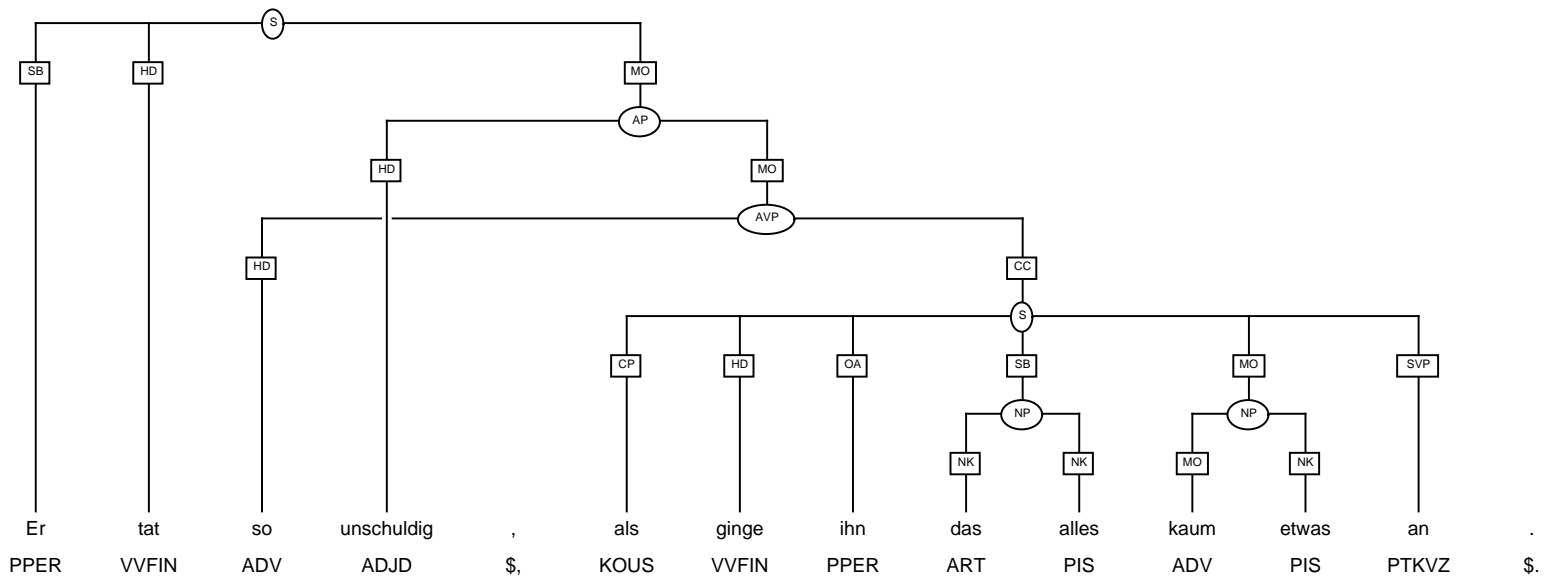 S
SB HD MO
AP
HD MO
AVP
HD CC
S
CP HD OA SB MO SVP
NP NP
NK NK MO NK
Er tat so unschuldig , als ginge ihn das alles kaum etwas an .
PPER VVFIN ADV ADJD $, KOUS VVFIN PPER ART PIS ADV PIS PTKVZ $.